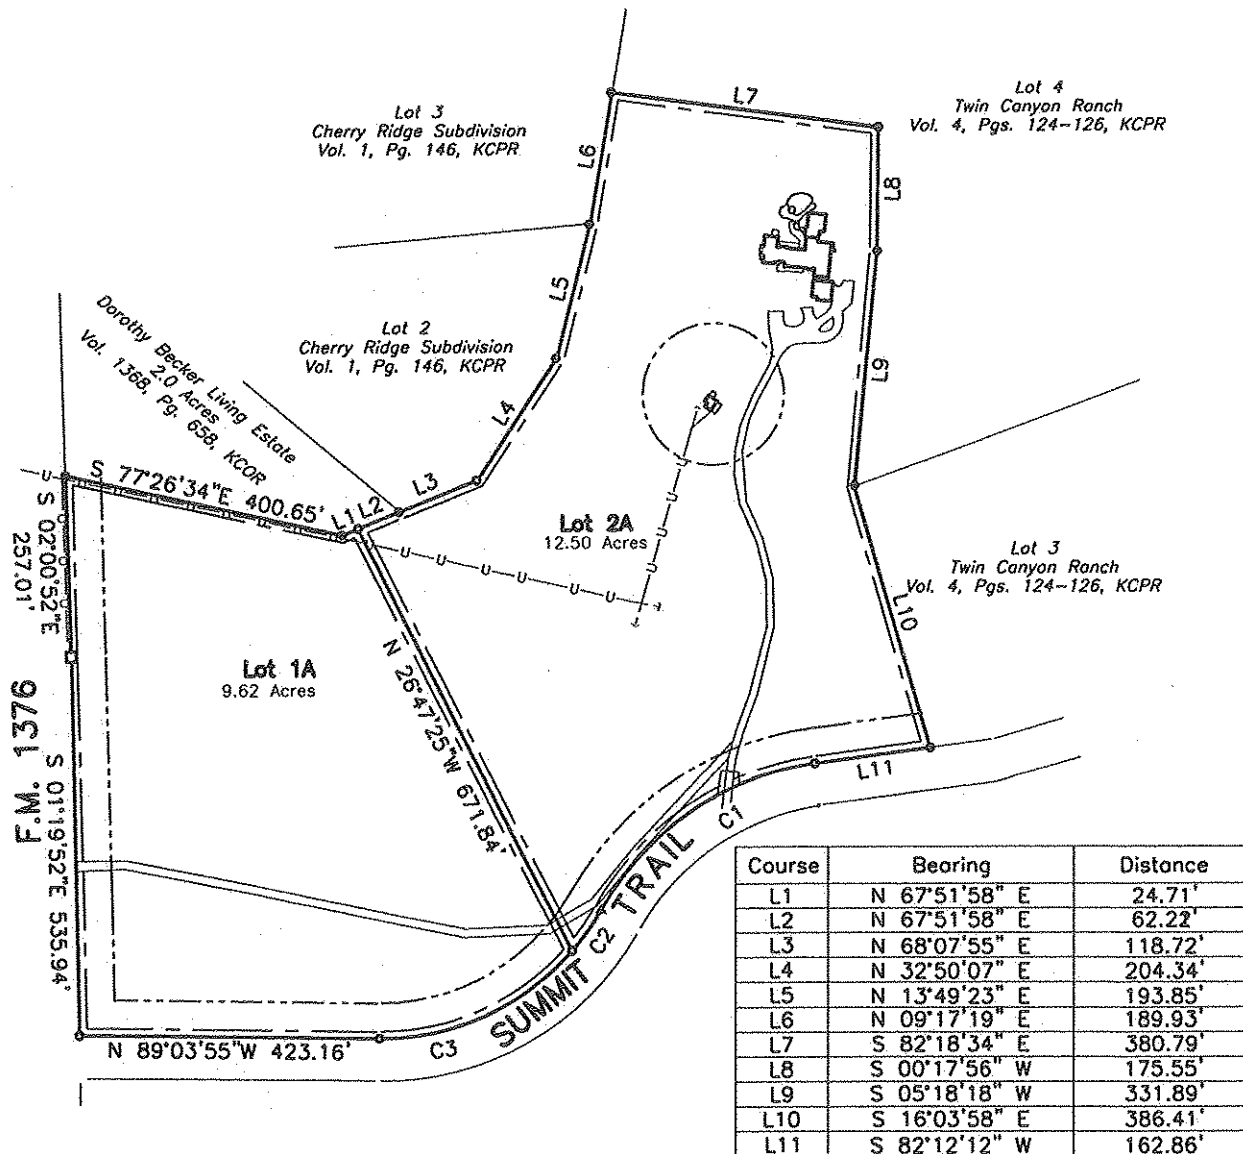 Lot 3
Cherry Ridge Subdivision
Vol. 1, Pg. 146, KCPR
L7
Lot 4
Twin Canyon Ranch
Vol. 4, Pgs. 124-126, KCPR
L6
L8
L5
Dorothy Becker Living Estate
2.0 Acres
Vol. 1368, Pg. 658, KCOR
Lot 2
Cherry Ridge Subdivision
Vol. 1, Pg. 146, KCPR
L9
L4
U
S 77°26'34"E 400.65'
L1
L2
L3
Lot 2A
12.50 Acres
U U U U U U
U U U U
Lot 3
Twin Canyon Ranch
Vol. 4, Pgs. 124-126, KCPR
L10
S 02°00'52"E
257.01'
Lot 1A
9.62 Acres
N 26°47'25"W 671.84'
F.M. 1376
S 01°19'52"E 535.94'
L11
C1
C2
SUMMIT TRAIL
N 89°03'55"W 423.16'
C3
Course Bearing Distance
L1 N 67°51'58" E 24.71'
L2 N 67°51'58" E 62.22'
L3 N 68°07'55" E 118.72'
L4 N 32°50'07" E 204.34'
L5 N 13°49'23" E 193.85'
L6 N 09°17'19" E 189.93'
L7 S 82°18'34" E 380.79'
L8 S 00°17'56" W 175.55'
L9 S 05°18'18" W 331.89'
L10 S 16°03'58" E 386.41'
L11 S 82°12'12" W 162.86'